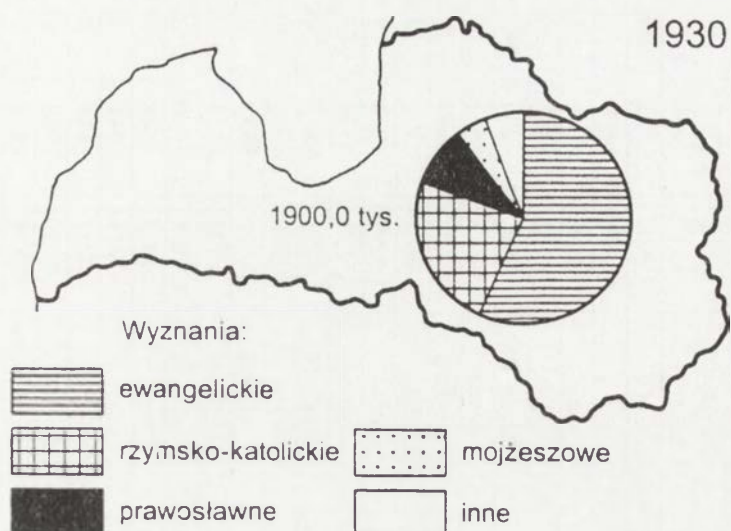 1930
1900,0 tys.
Wyznania:
ewangelickie
rzymsko-katolickie
mojżeszowe
prawosławne
inne